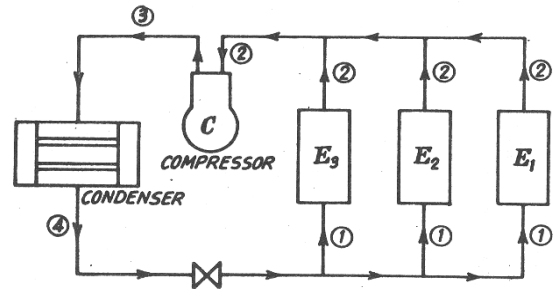 ③
②
②
②
②
C
COMPRESSOR
E₃
E₂
E₁
CONDENSER
④
①
①
①